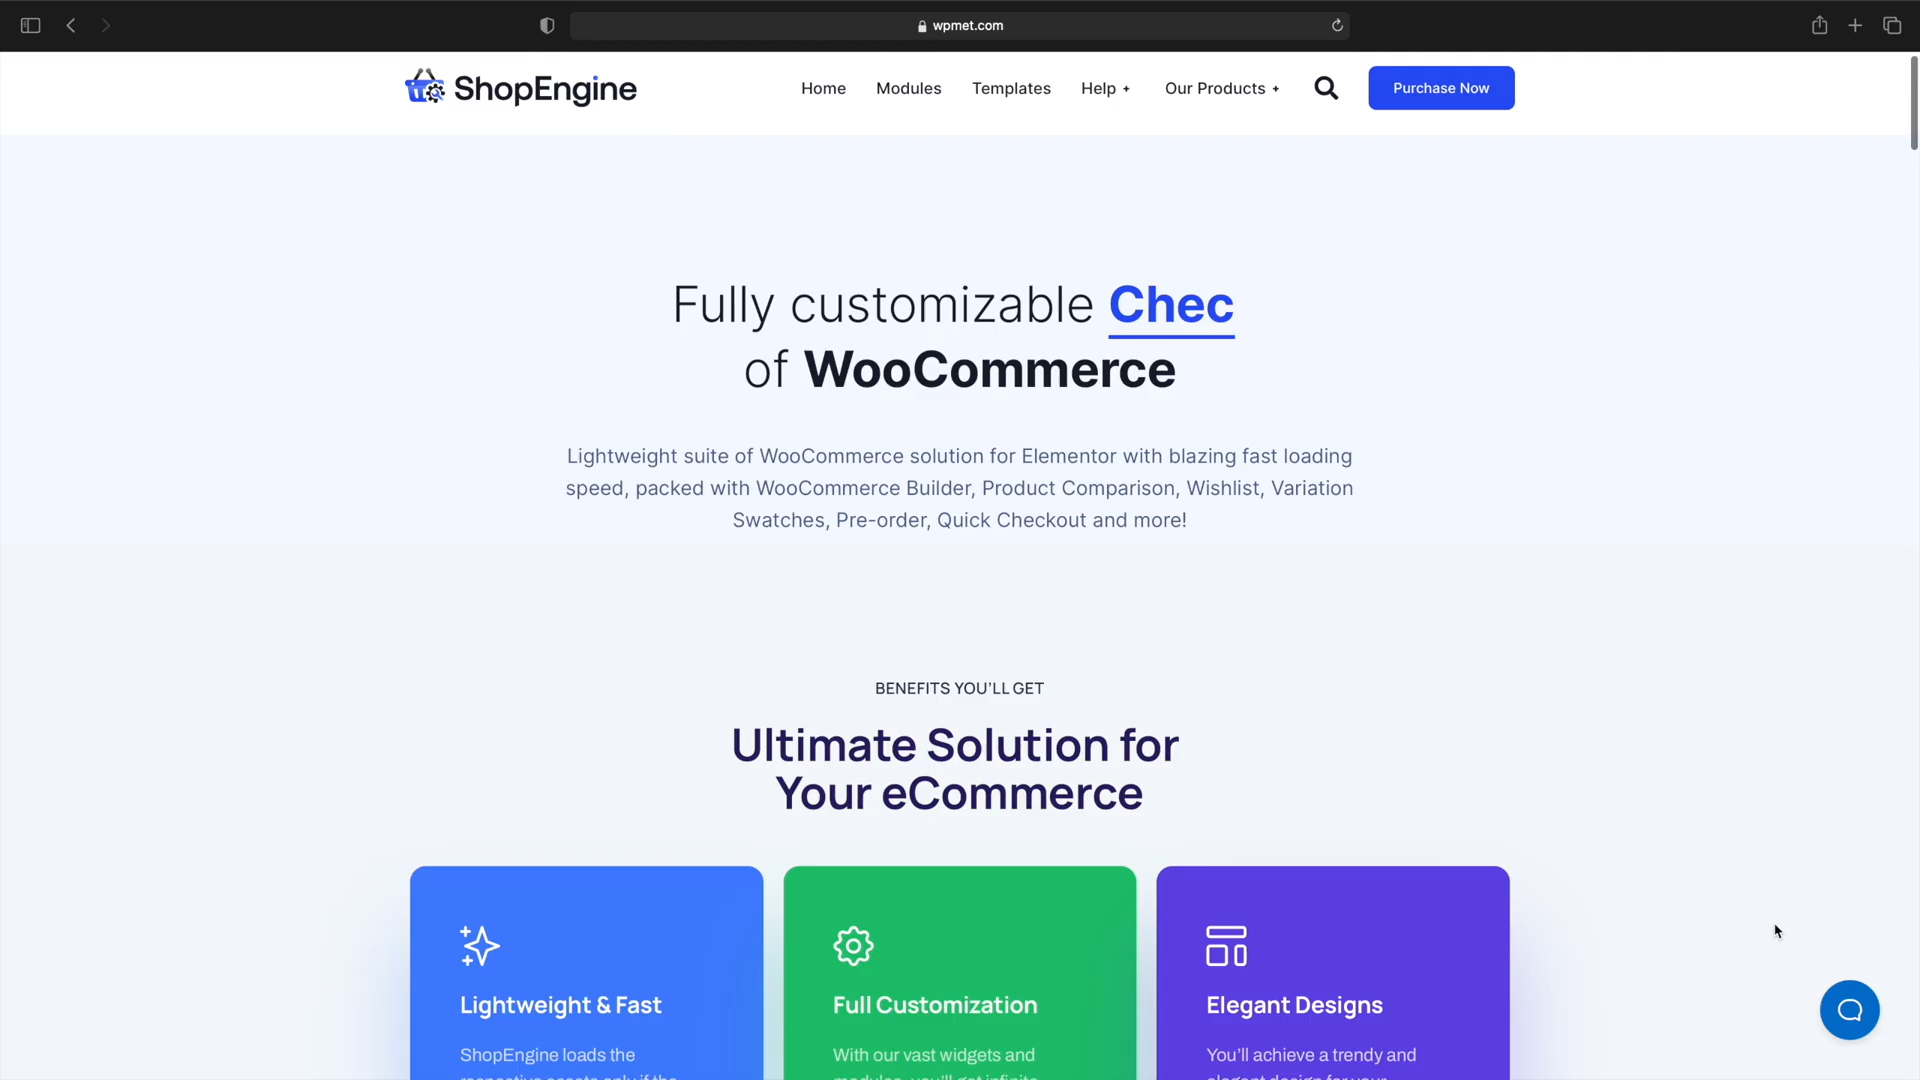 wpmet.com
ShopEngine
Home
Modules
Templates
Help +
Our Products +
Purchase Now
Fully customizable Chec
of WooCommerce
Lightweight suite of WooCommerce solution for Elementor with blazing fast loading
speed, packed with WooCommerce Builder, Product Comparison, Wishlist, Variation
Swatches, Pre-order, Quick Checkout and more!
BENEFITS YOU'LL GET
Ultimate Solution for
Your eCommerce
Lightweight & Fast
ShopEngine loads the
Full Customization
With our vast widgets and
Elegant Designs
You'll achieve a trendy and